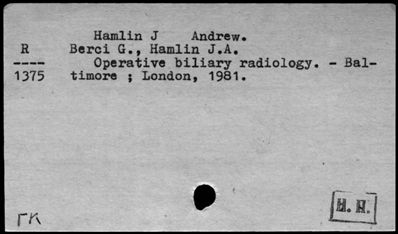 Hamlin J Andrew.
R Berci G., Hamlin J.A.
---- Operative biliary radiology. - Bal-
1375 timore ; London, 1981.
H. H.
ГК